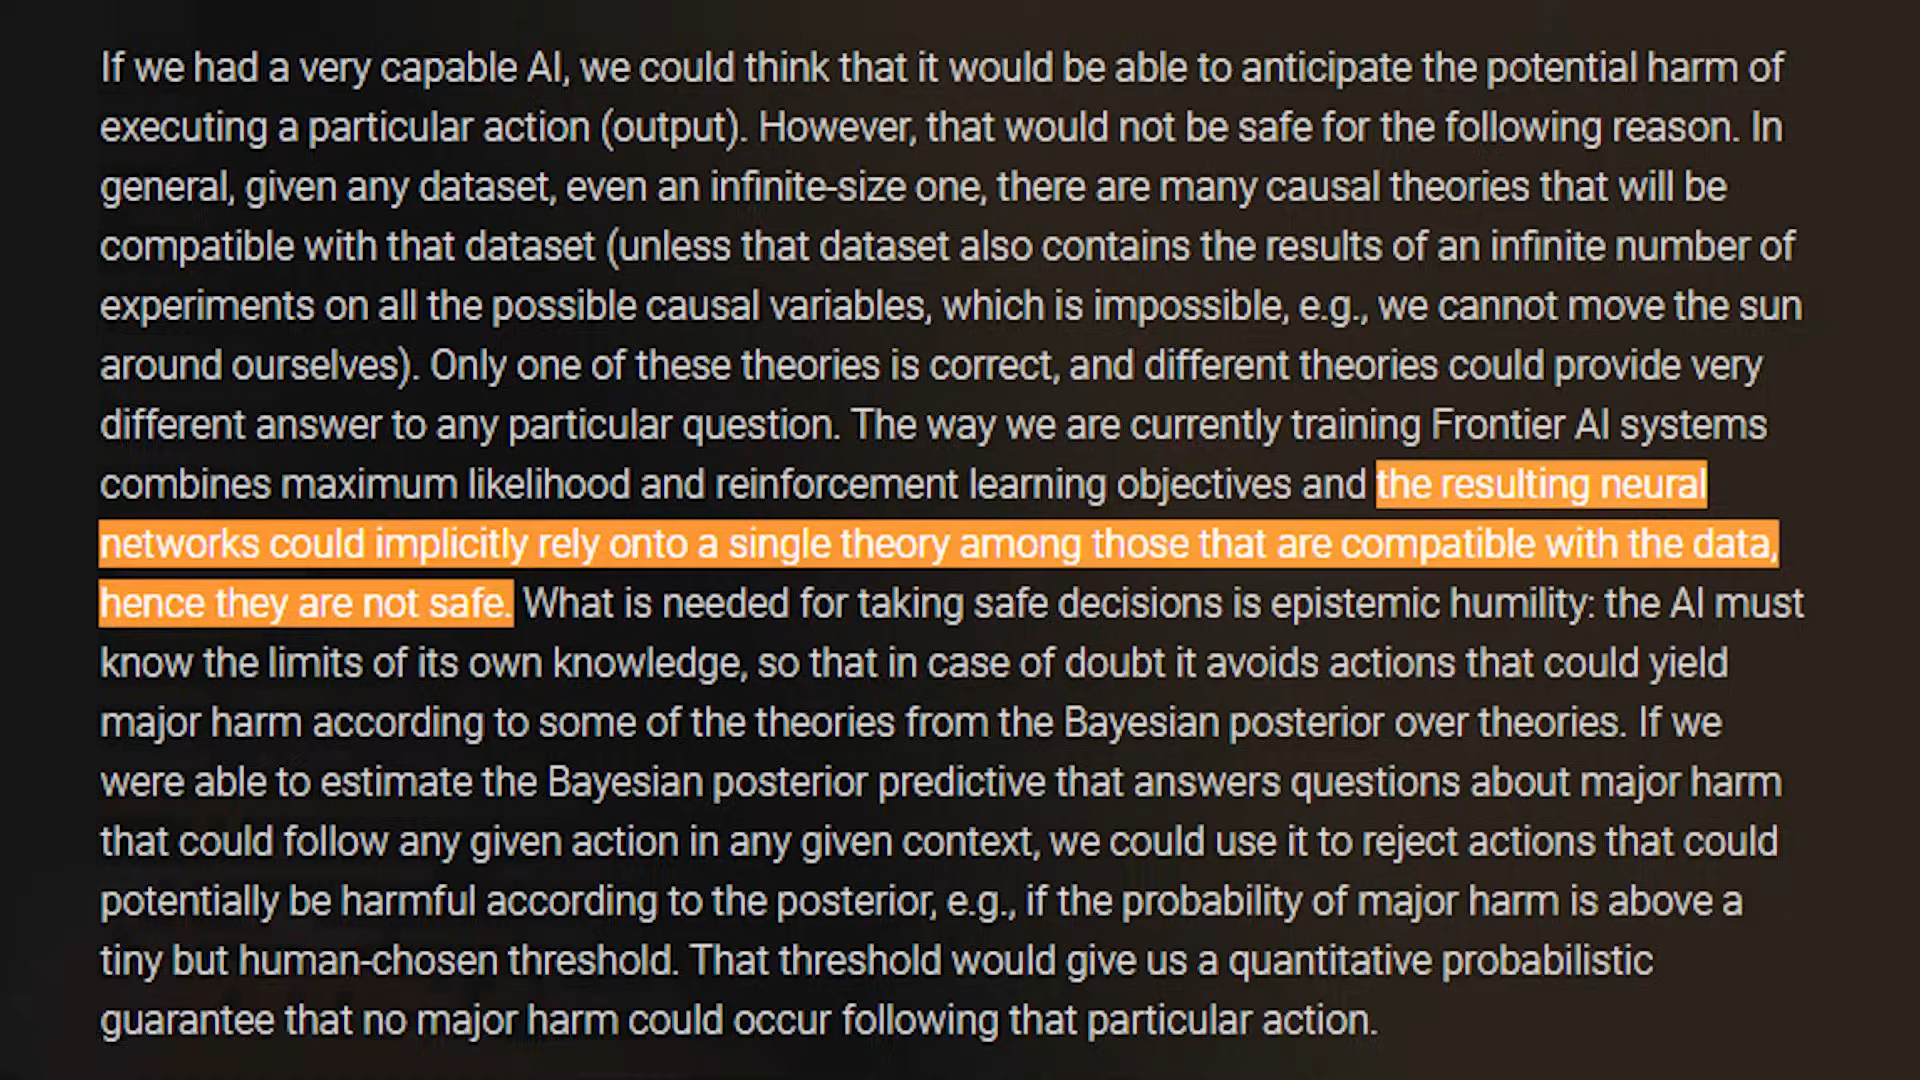 If we had a very capable AI, we could think that it would be able to anticipate the potential harm of
executing a particular action (output). However, that would not be safe for the following reason. In
general, given any dataset, even an infinite-size one, there are many causal theories that will be
compatible with that dataset (unless that dataset also contains the results of an infinite number of
experiments on all the possible causal variables, which is impossible, e.g., we cannot move the sun
around ourselves). Only one of these theories is correct, and different theories could provide very
different answer to any particular question. The way we are currently training Frontier AI systems
combines maximum likelihood and reinforcement learning objectives and the resulting neural
networks could implicitly rely onto a single theory among those that are compatible with the data,
hence they are not safe. What is needed for taking safe decisions is epistemic humility: the AI must
know the limits of its own knowledge, so that in case of doubt it avoids actions that could yield
major harm according to some of the theories from the Bayesian posterior over theories. If we
were able to estimate the Bayesian posterior predictive that answers questions about major harm
that could follow any given action in any given context, we could use it to reject actions that could
potentially be harmful according to the posterior, e.g., if the probability of major harm is above a
tiny but human-chosen threshold. That threshold would give us a quantitative probabilistic
guarantee that no major harm could occur following that particular action.